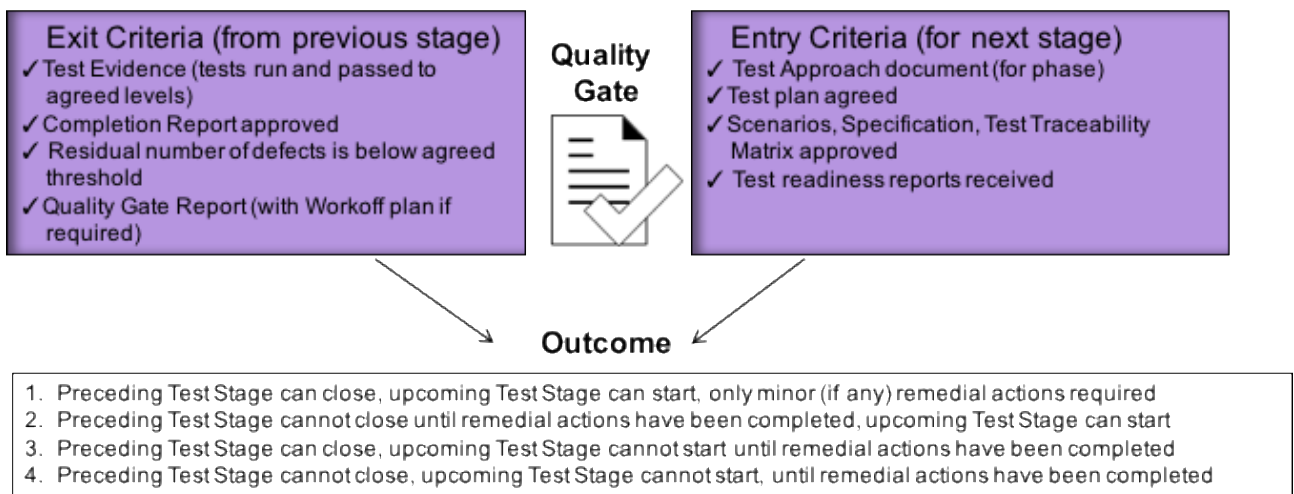 Exit Criteria (from previous stage)
✓ Test Evidence (tests run and passed to
agreed levels)
✓ Completion Report approved
✓ Residual number of defects is below agreed
threshold
✓ Quality Gate Report (with Workoff plan if
required)
Quality
Gate
Entry Criteria (for next stage)
✓ Test Approach document (for phase)
✓ Test plan agreed
✓ Scenarios, Specification, Test Traceability
Matrix approved
✓ Test readiness reports received
Outcome
1. Preceding Test Stage can close, upcoming Test Stage can start, only minor (if any) remedial actions required
2. Preceding Test Stage cannot close until remedial actions have been completed, upcoming Test Stage can start
3. Preceding Test Stage can close, upcoming Test Stage cannot start until remedial actions have been completed
4. Preceding Test Stage cannot close, upcoming Test Stage cannot start, until remedial actions have been completed